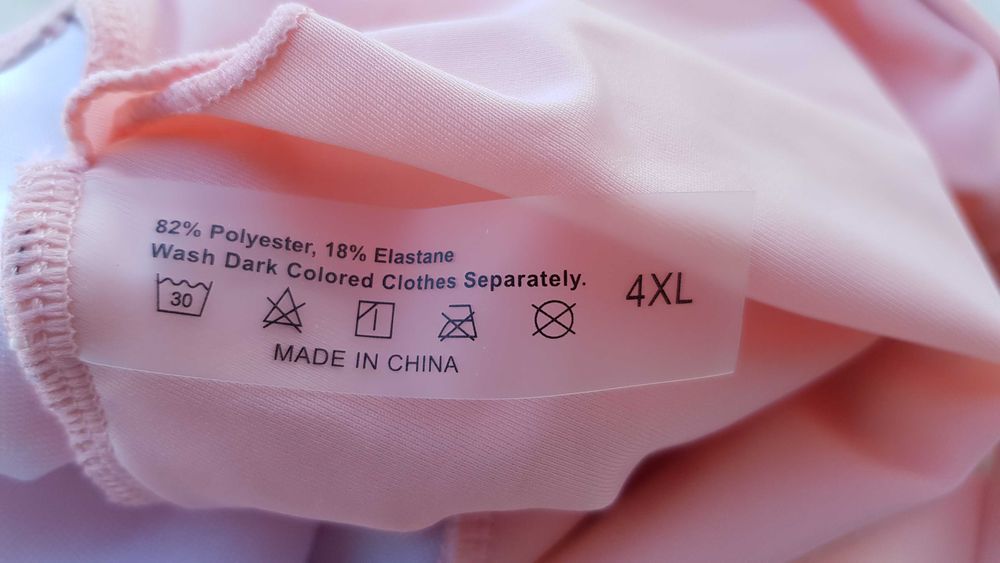 82% Polyester, 18% Elastane
Wash Dark Colored Clothes Separately.
30
4XL
MADE IN CHINA